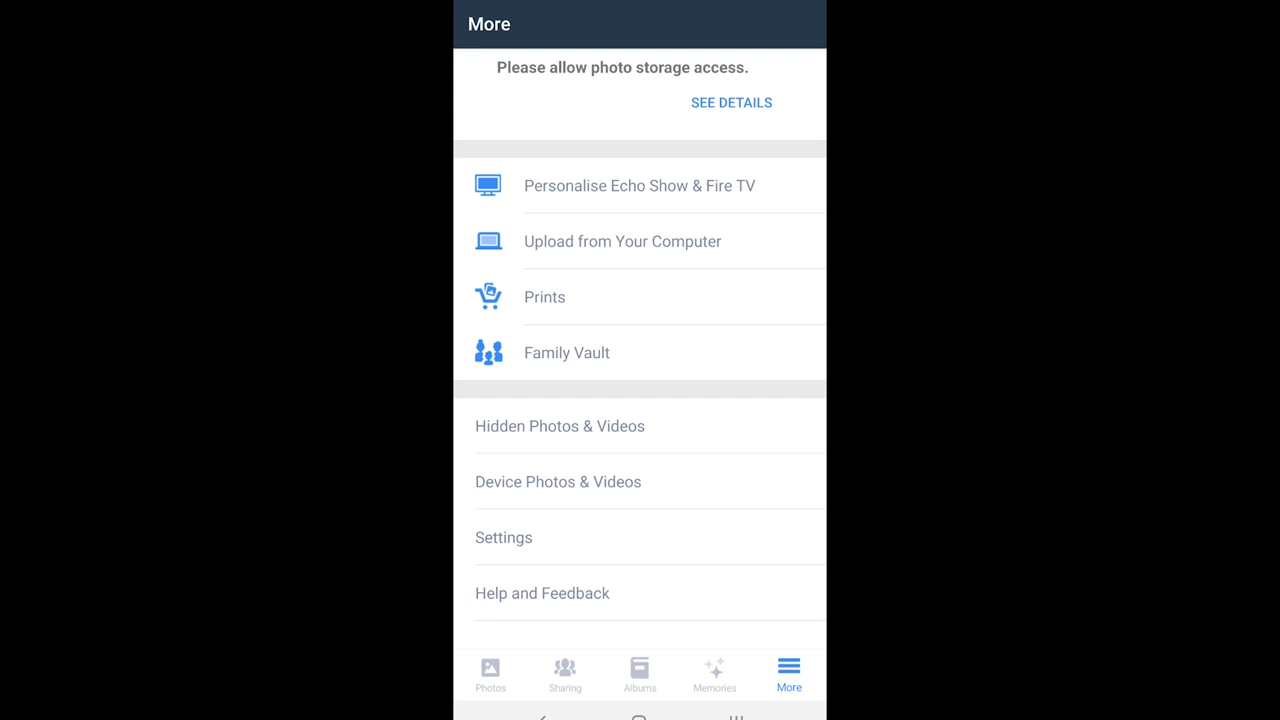 More
Please allow photo storage access.
SEE DETAILS
Personalise Echo Show & Fire TV
Upload from Your Computer
Prints
Family Vault
Hidden Photos & Videos
Device Photos & Videos
Settings
Help and Feedback
Photos
Sharing
Albums
Memories
More